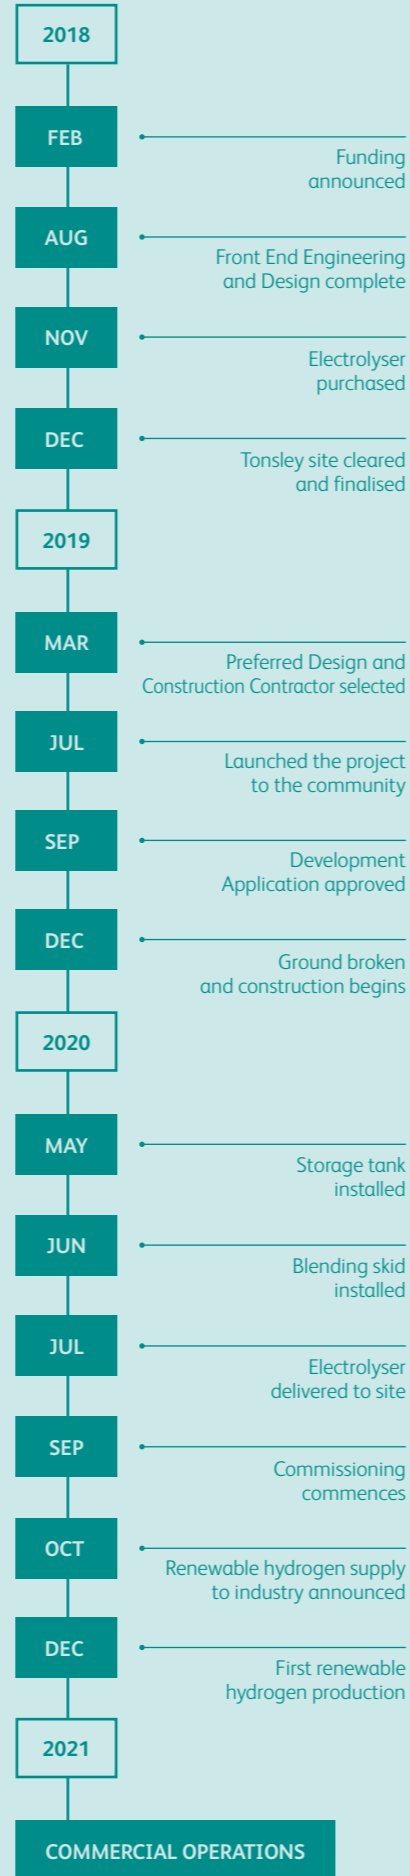 2018
FEB
Funding
announced
AUG
Front End Engineering
and Design complete
NOV
Electrolyser
purchased
DEC
Tonsley site cleared
and finalised
2019
MAR
Preferred Design and
Construction Contractor selected
JUL
Launched the project
to the community
SEP
Development
Application approved
DEC
Ground broken
and construction begins
2020
MAY
Storage tank
installed
JUN
Blending skid
installed
JUL
Electrolyser
delivered to site
SEP
Commissioning
commences
OCT
Renewable hydrogen supply
to industry announced
DEC
First renewable
hydrogen production
2021
COMMERCIAL OPERATIONS